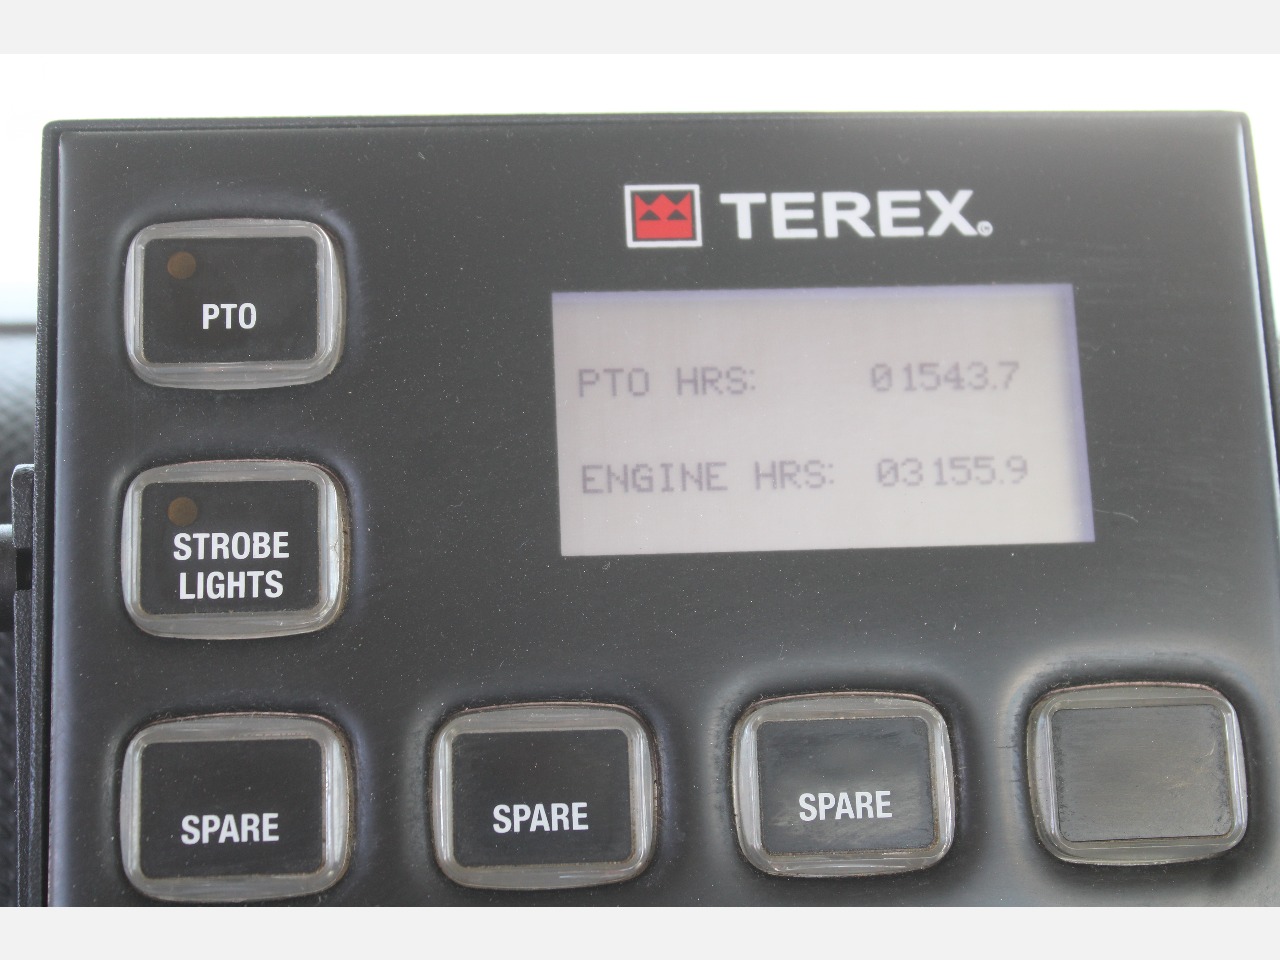 TEREX
PTO
PTO HRS: 01543.7
ENGINE HRS: 03155.9
STROBE
LIGHTS
SPARE
SPARE
SPARE